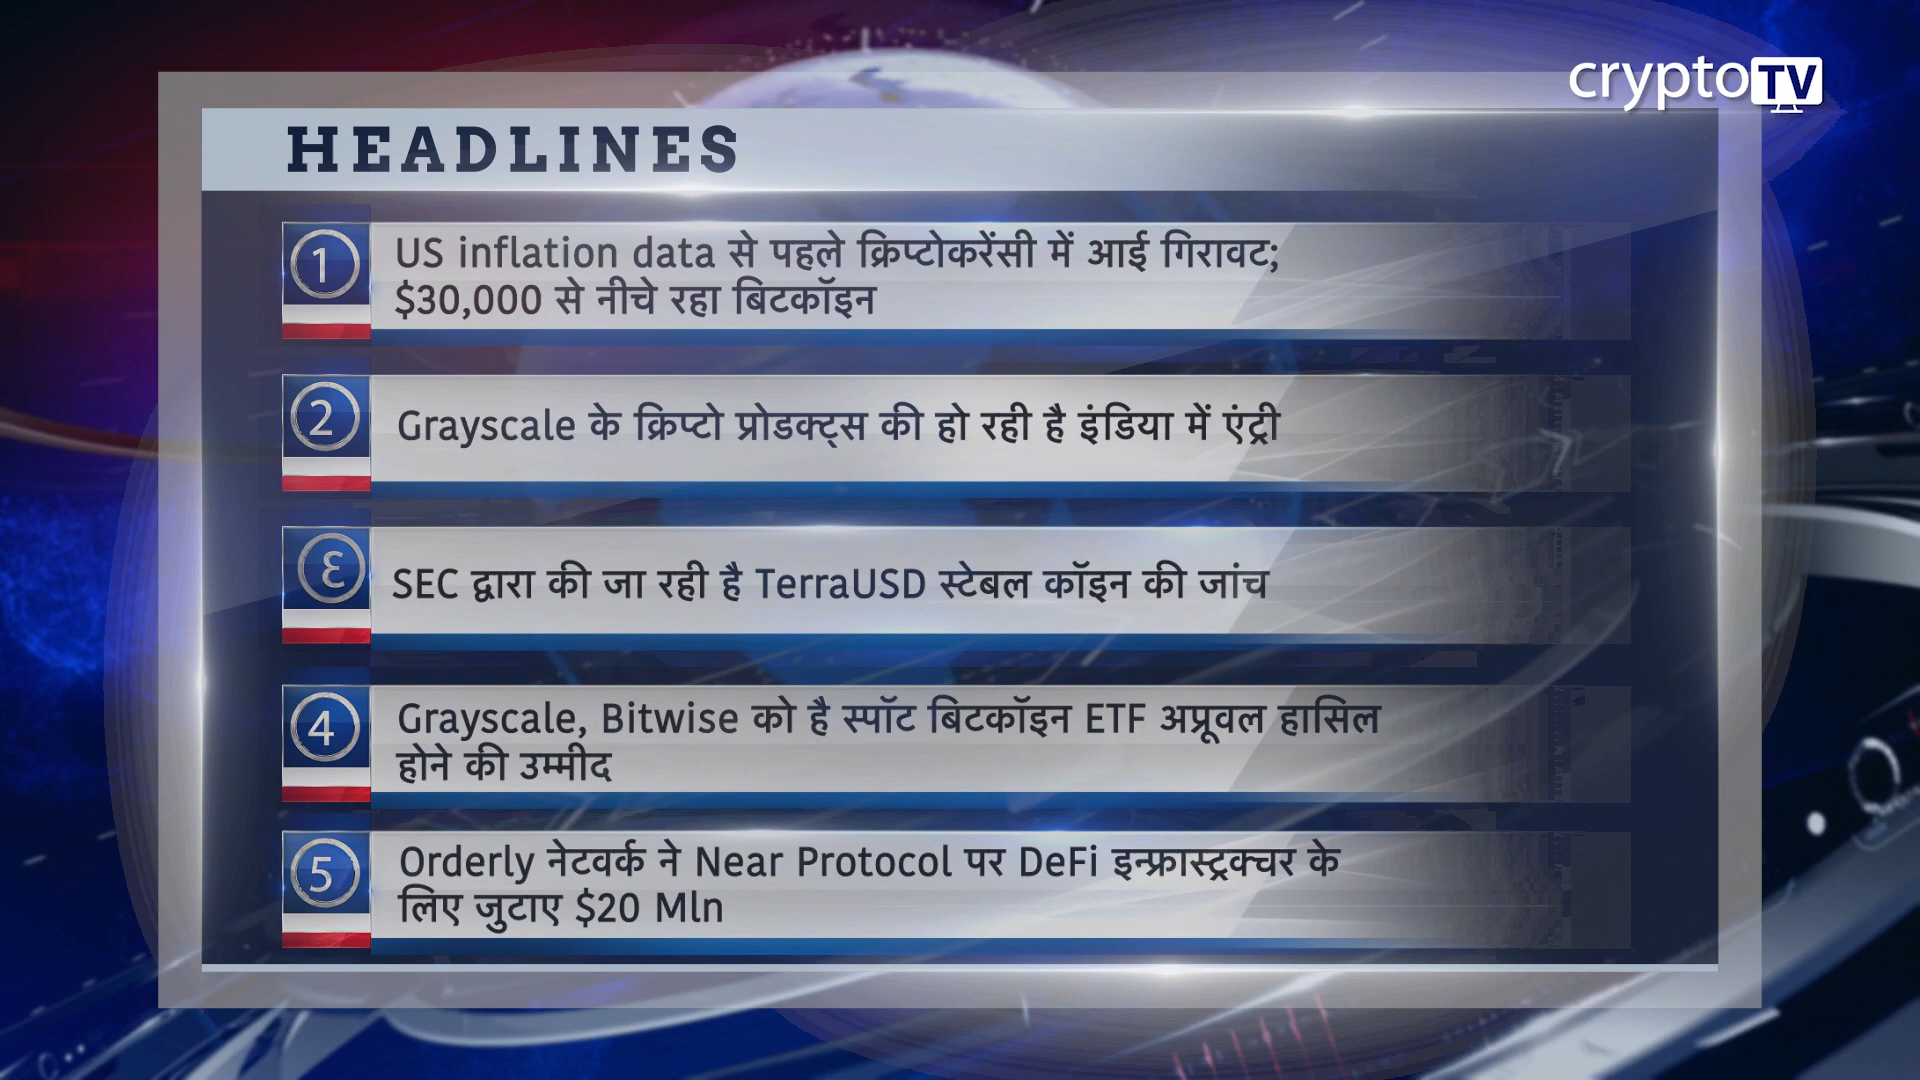 cryptoTV
HEADLINES
1
US inflation data से पहले क्रिप्टोकरेंसी में आई गिरावट;
$30,000 से नीचे रहा बिटकॉइन
2
Grayscale के क्रिप्टो प्रोडक्ट्स की हो रही है इंडिया में एंट्री
3
SEC द्वारा की जा रही है TerraUSD स्टेबल कॉइन की जांच
4
Grayscale, Bitwise को है स्पॉट बिटकॉइन ETF अप्रूवल हासिल
होने की उम्मीद
5
Orderly नेटवर्क ने Near Protocol पर DeFi इन्फ्रास्ट्रक्चर के
लिए जुटाए $20 Mln